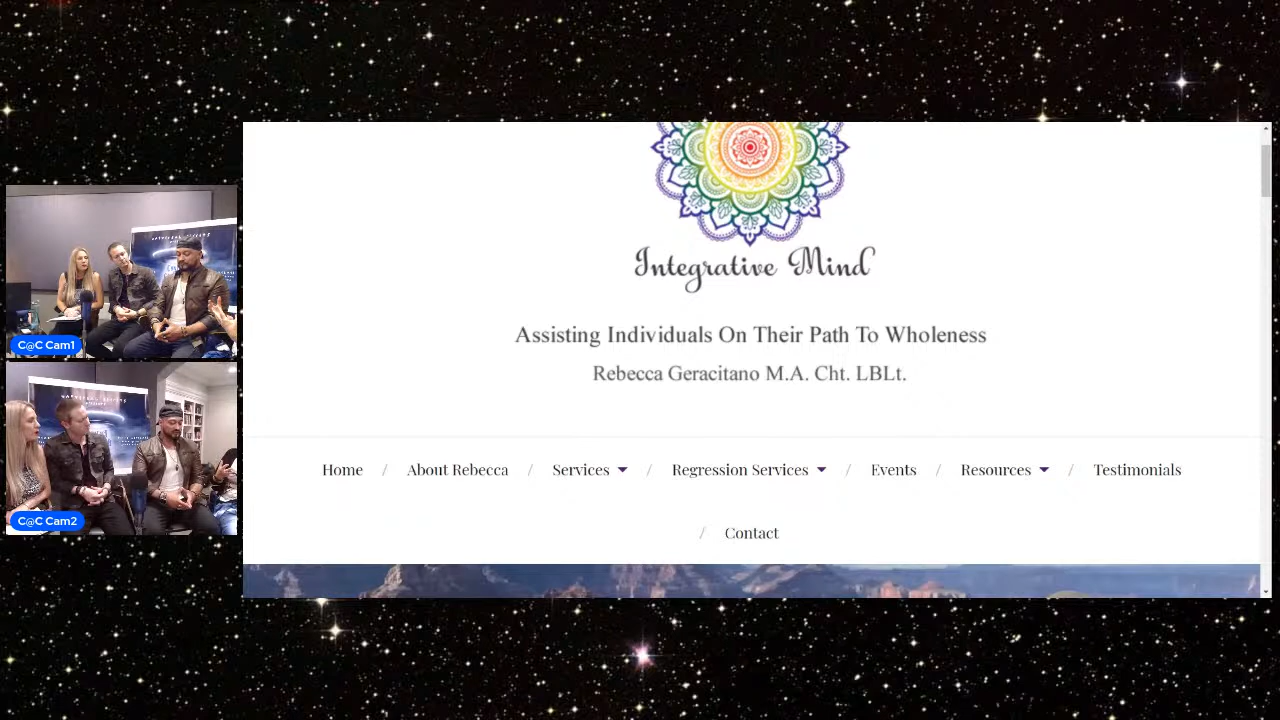 C@C Cam1
C@C Cam2
Integrative Mind
Assisting Individuals On Their Path To Wholeness
Rebecca Geracitano M.A. Cht. LBLt.
Home / About Rebecca / Services / Regression Services / Events / Resources / Testimonials
/ Contact